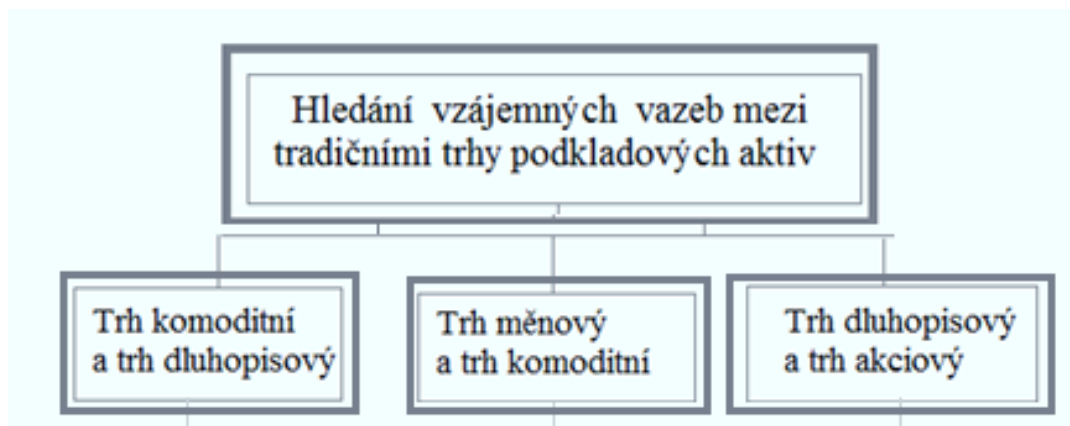 Hledání vzájemných vazeb mezi
tradičními trhy podkladových aktiv
Trh komoditní
a trh dluhopisový
Trh měnový
a trh komoditní
Trh dluhopisový
a trh akciový